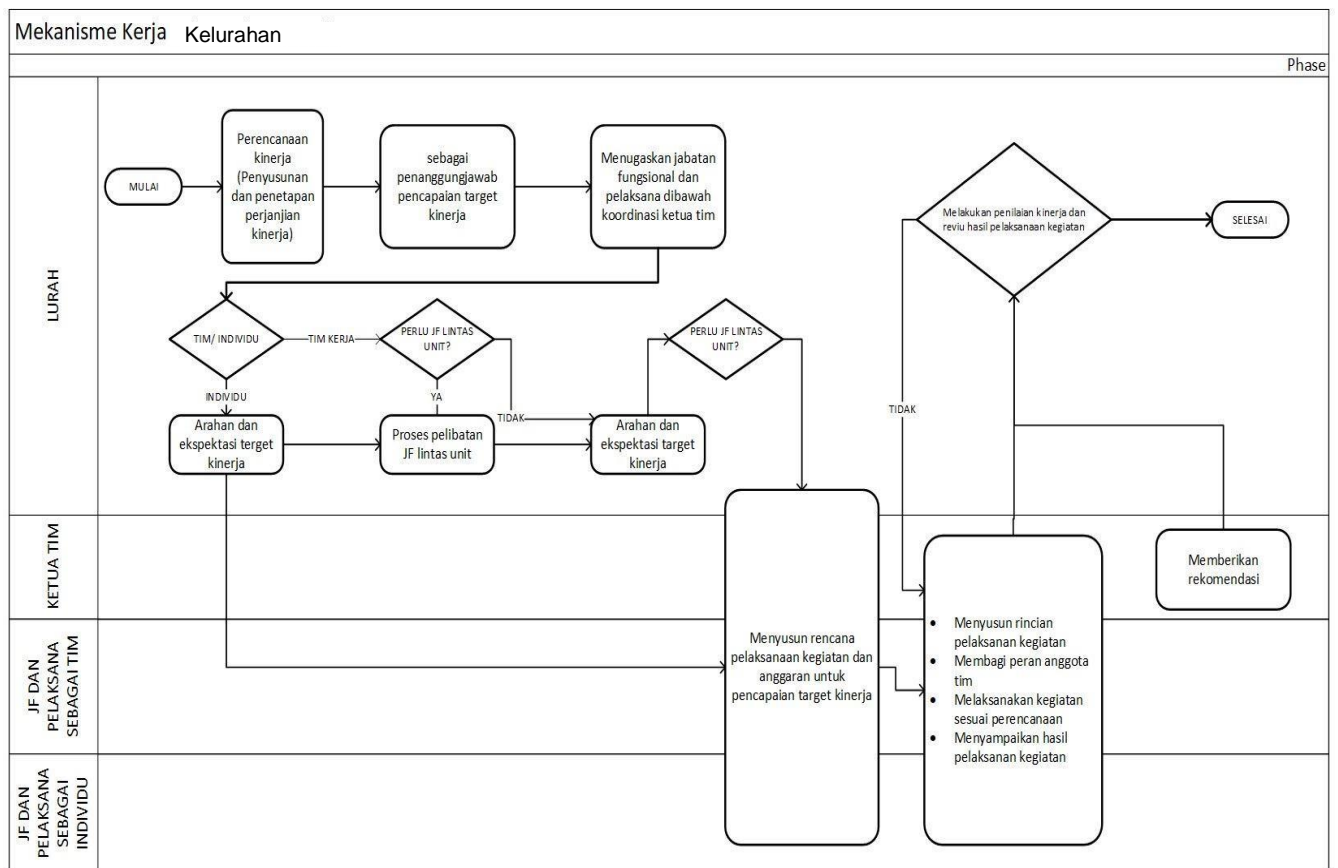 Mekanisme Kerja Kelurahan
Phase
LURAH
MULAI
Perencanaan
kinerja
(Penyusunan
dan penetapan
perjanjian
kinerja)
sebagai
penanggungjawab
pencapaian target
kinerja
Menugaskan jabatan
fungsional dan
pelaksana dibawah
koordinasi ketua tim
Melakukan penilaian kinerja dan
reviu hasil pelaksanaan kegiatan
SELESAI
TIM/ INDIVIDU
TIM KERJA
PERLU JF LINTAS
UNIT?
PERLU JF LINTAS
UNIT?
INDIVIDU
YA
TIDAK
TIDAK
Arahan dan
ekspektasi terget
kinerja
Proses pelibatan
JF lintas unit
Arahan dan
ekspektasi target
kinerja
KETUA TIM
Memberikan
rekomendasi
JF DAN
PELAKSANA
SEBAGAI TIM
Menyusun rencana
pelaksanaan kegiatan dan
anggaran untuk
pencapaian target kinerja
• Menyusun rincian
pelaksanan kegiatan
• Membagi peran anggota
tim
• Melaksanakan kegiatan
sesuai perencanaan
• Menyampaikan hasil
pelaksanan kegiatan
JF DAN
PELAKSANA
SEBAGAI
INDIVIDU